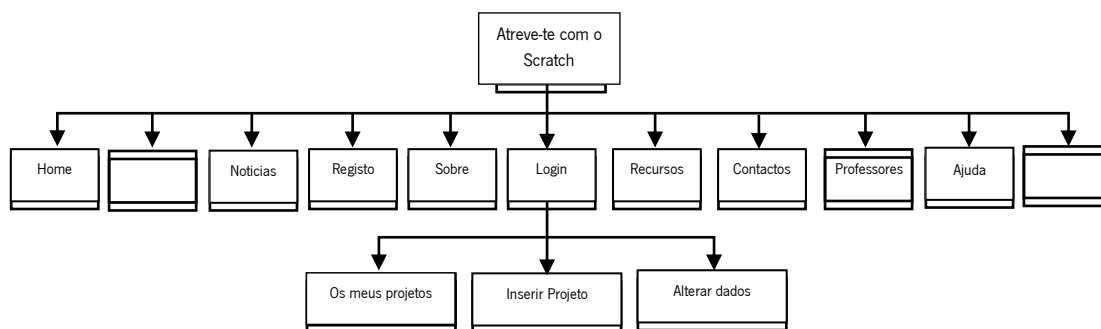 Atreve-te com o
Scratch
Home
Noticias
Registo
Sobre
Login
Recursos
Contactos
Professores
Ajuda
Os meus projetos
Inserir Projeto
Alterar dados